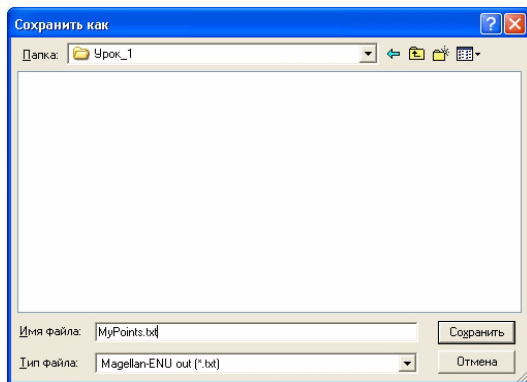 Сохранить как
Папка: Урок_1
Имя файла: MyPoints.txt Сохранить
Тип файла: Magellan-ENU out (*.txt) Отмена